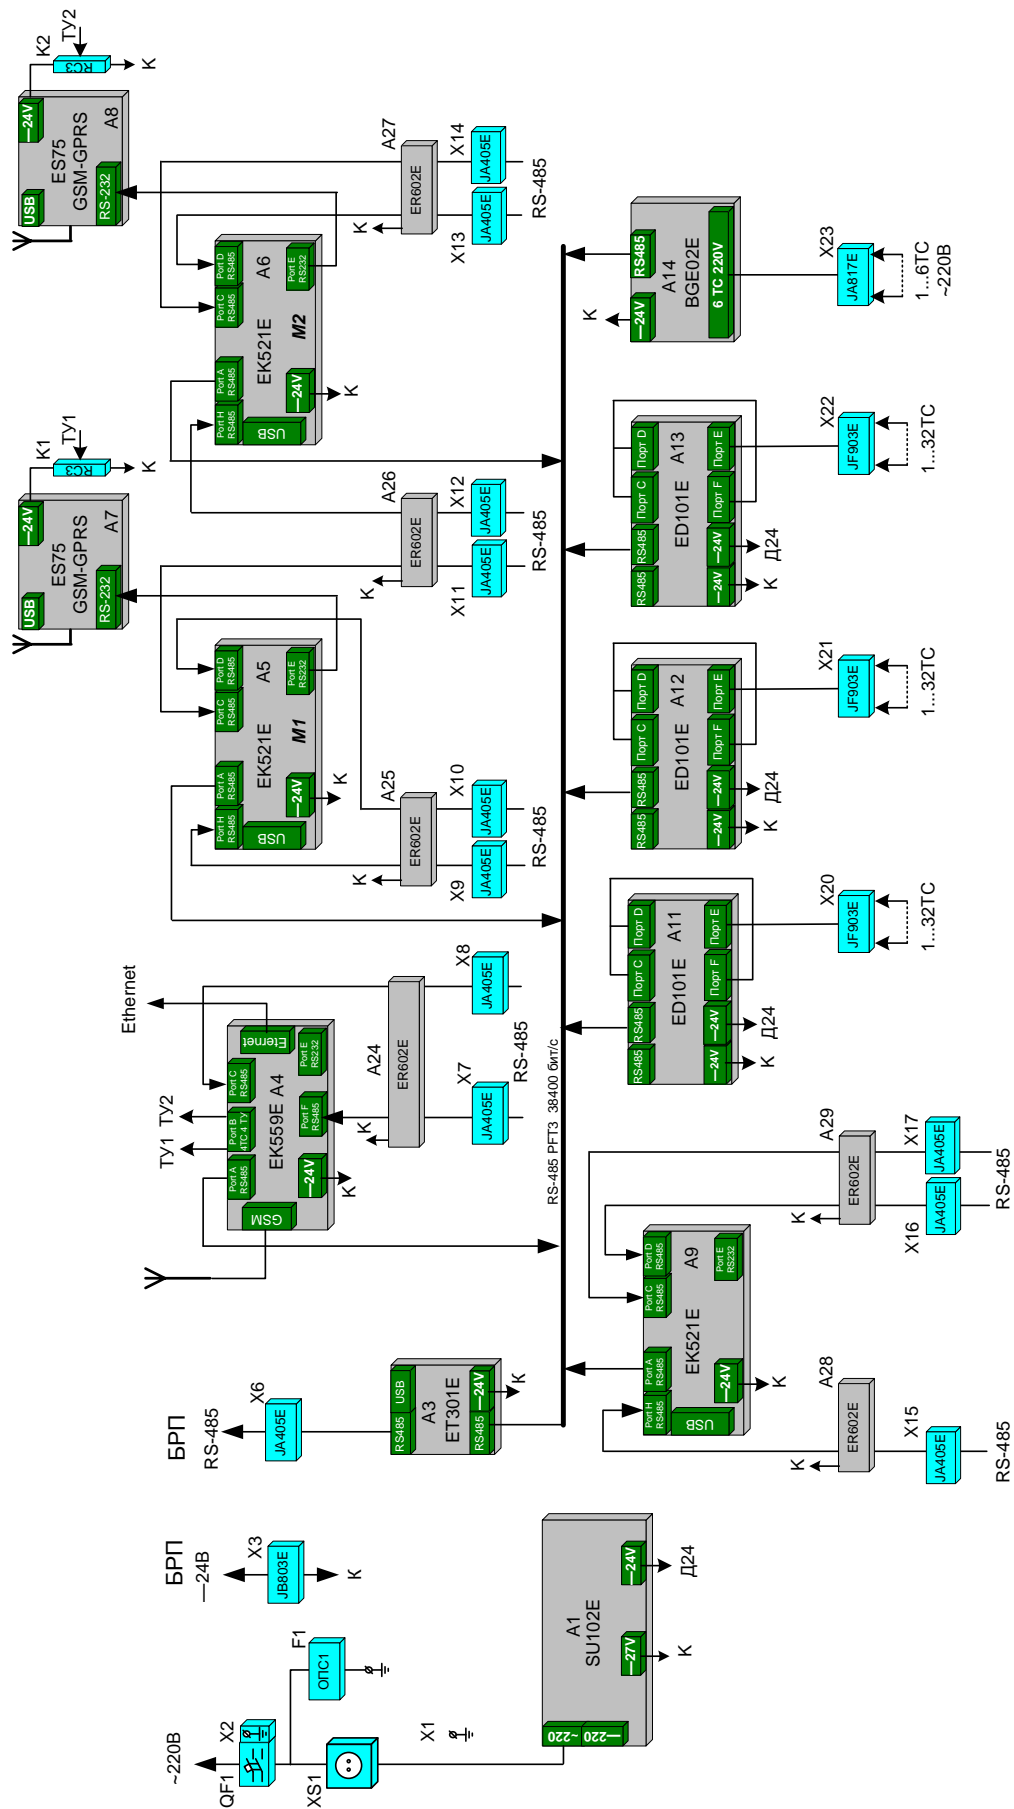 ~220В
QF1
X2
F1
ОПС1
XS1
X1
~220
—220
A1
SU102E
—27V
—24V
К
Д24
БРП
—24В
X3
JB803E
К
БРП
RS-485
X6
JA405E
RS485
USB
A3
ET301E
RS485
—24V
К
Ethernet
ТУ1
ТУ2
Port A
RS485
Port B
4ТС 4 ТУ
Port C
RS485
Eternet
GSM
EK559E A4
—24V
Port F
RS485
Port E
RS232
К
A24
ER602E
К
X7
JA405E
X8
JA405E
RS-485
RS-485 PFT3 38400 бит/с
USB
—24V
ES75
GSM-GPRS
RS-232
A7
К1
ТУ1
RC3
К
Port H
RS485
Port A
RS485
Port C
RS485
Port D
RS485
EK521E
A5
USB
—24V
M1
Port E
RS232
К
A25
ER602E
К
X9
JA405E
X10
JA405E
RS-485
A26
ER602E
К
X11
JA405E
X12
JA405E
RS-485
USB
—24V
ES75
GSM-GPRS
RS-232
A8
К2
ТУ2
RC3
К
Port H
RS485
Port A
RS485
Port C
RS485
Port D
RS485
EK521E
A6
USB
—24V
M2
Port E
RS232
К
A27
ER602E
К
X13
JA405E
X14
JA405E
RS-485
Port H
RS485
Port A
RS485
Port C
RS485
Port D
RS485
EK521E
A9
USB
—24V
Port E
RS232
К
A28
ER602E
К
X15
JA405E
RS-485
A29
ER602E
К
X16
JA405E
X17
JA405E
RS-485
RS485
RS485
Порт C
Порт D
ED101E
A11
—24V
—24V
Порт F
Порт E
К
Д24
X20
JF903E
1...32ТС
RS485
RS485
Порт C
Порт D
ED101E
A12
—24V
—24V
Порт F
Порт E
К
Д24
X21
JF903E
1...32ТС
RS485
RS485
Порт C
Порт D
ED101E
A13
—24V
—24V
Порт F
Порт E
К
Д24
X22
JF903E
1...32ТС
К
—24V
RS485
A14
BGE02E
6 TC 220V
X23
JA817E
1...6ТС
~220В